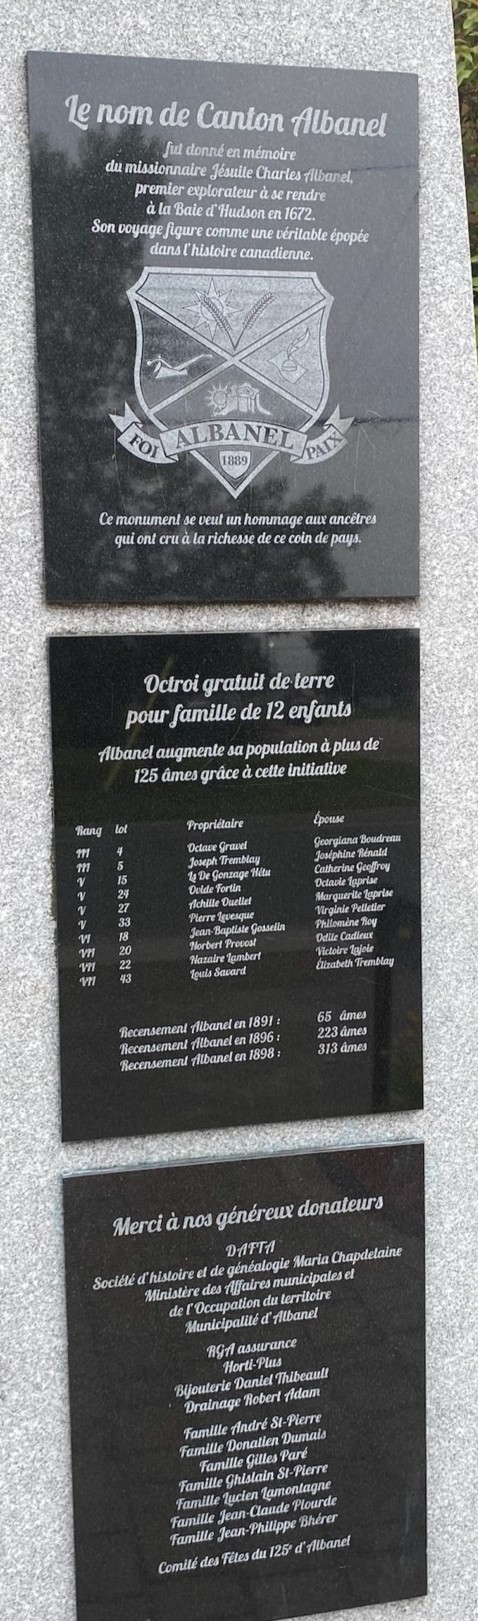 Le nom de Canton Albanel
fut donné en mémoire
du missionnaire Jésuite Charles Albanel,
premier explorateur à se rendre
à la Baie d'Hudson en 1672.
Son voyage figure comme une véritable épopée
dans l'histoire canadienne.
FOI ALBANEL PAIX
1889
Ce monument se veut un hommage aux ancêtres
qui ont cru à la richesse de ce coin de pays.
Octroi gratuit de terre
pour famille de 12 enfants
Albanel augmente sa population à plus de
125 âmes grâce à cette initiative
Rang lot Propriétaire Épouse
III 4 Octave Gravel Georgiana Boudreau
III 5 Joseph Tremblay Joséphine Rénald
V 15 Ls De Gonzage Hétu Catherine Geoffroy
V 24 Ovide Fortin Octavie Laprise
V 27 Achille Ouellet Marguerite Laprise
V 33 Pierre Levesque Virginie Pelletier
VI 18 Jean-Baptiste Gosselin Philomène Roy
VII 20 Norbert Provost Odile Cadieux
VII 22 Nazaire Lambert Victoire Lajoie
VII 43 Louis Savard Élizabeth Tremblay
Recensement Albanel en 1891 : 65 âmes
Recensement Albanel en 1896 : 223 âmes
Recensement Albanel en 1898 : 313 âmes
Merci à nos généreux donateurs
DAFTA
Société d'histoire et de généalogie Maria Chapdelaine
Ministère des Affaires municipales et
de l'Occupation du territoire
Municipalité d'Albanel
RGA assurance
Horti-Plus
Bijouterie Daniel Thibeault
Drainage Robert Adam
Famille André St-Pierre
Famille Donatien Dumais
Famille Gilles Paré
Famille Ghislain St-Pierre
Famille Lucien Lamontagne
Famille Jean-Claude Plourde
Famille Jean-Philippe Bhérer
Comité des Fêtes du 125e d'Albanel